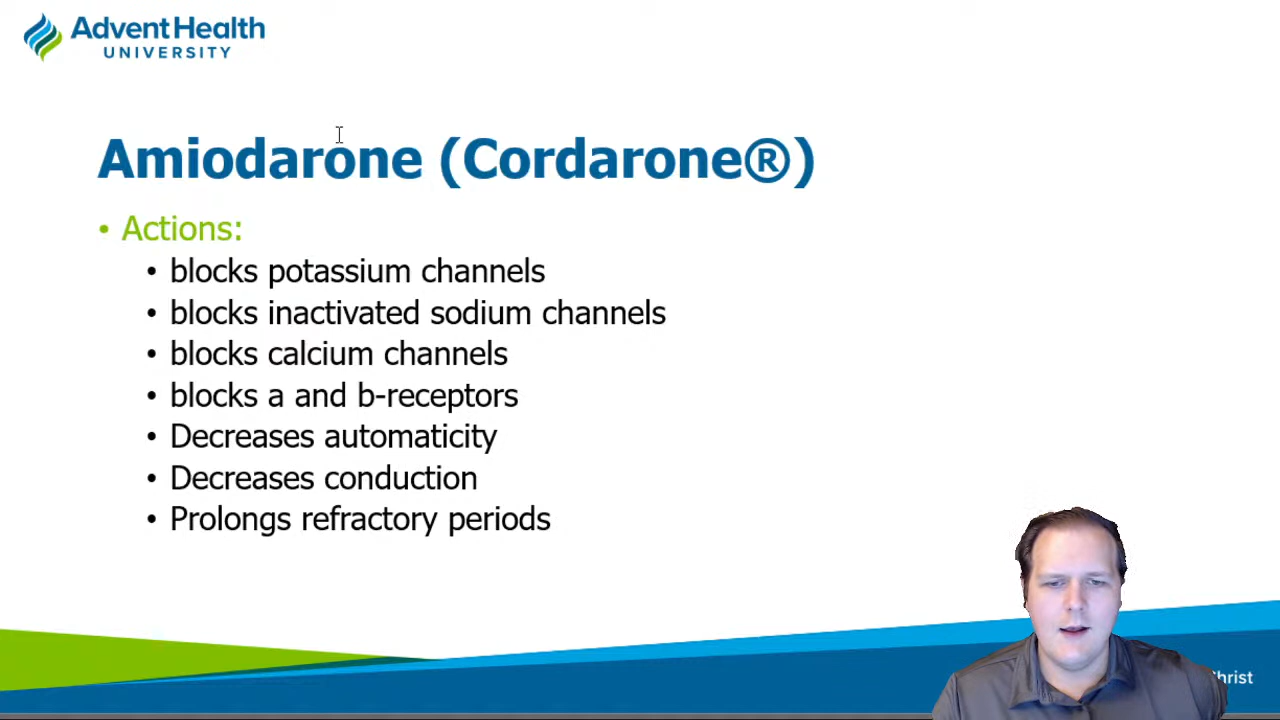 AdventHealth
UNIVERSITY
Amiodarone (Cordarone®)
• Actions:
• blocks potassium channels
• blocks inactivated sodium channels
• blocks calcium channels
• blocks a and b-receptors
• Decreases automaticity
• Decreases conduction
• Prolongs refractory periods
Christ